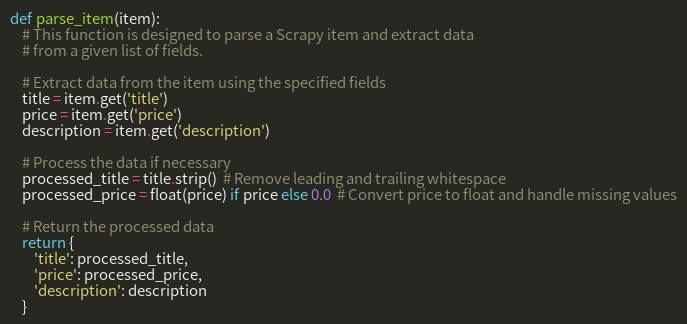 def parse_item(item):
    # This function is designed to parse a Scrapy item and extract data
    # from a given list of fields.

    # Extract data from the item using the specified fields
    title = item.get('title')
    price = item.get('price')
    description = item.get('description')

    # Process the data if necessary
    processed_title = title.strip()  # Remove leading and trailing whitespace
    processed_price = float(price) if price else 0.0  # Convert price to float and handle missing values

    # Return the processed data
    return {
        'title': processed_title,
        'price': processed_price,
        'description': description
    }